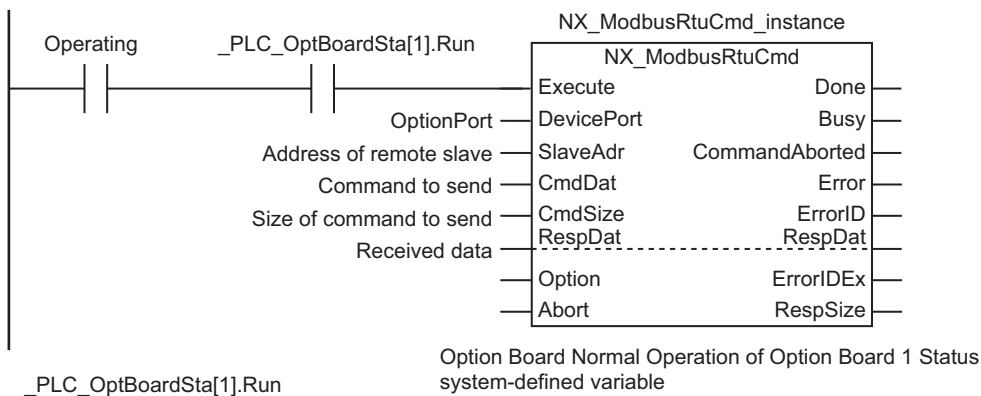 NX_ModbusRtuCmd_instance
Operating
_PLC_OptBoardSta[1].Run
NX_ModbusRtuCmd
Execute Done
OptionPort DevicePort Busy
Address of remote slave SlaveAdr CommandAborted
Command to send CmdDat Error
Size of command to send CmdSize ErrorID
Received data RespDat RespDat
Option ErrorIDEx
Abort RespSize
_PLC_OptBoardSta[1].Run
Option Board Normal Operation of Option Board 1 Status
system-defined variable